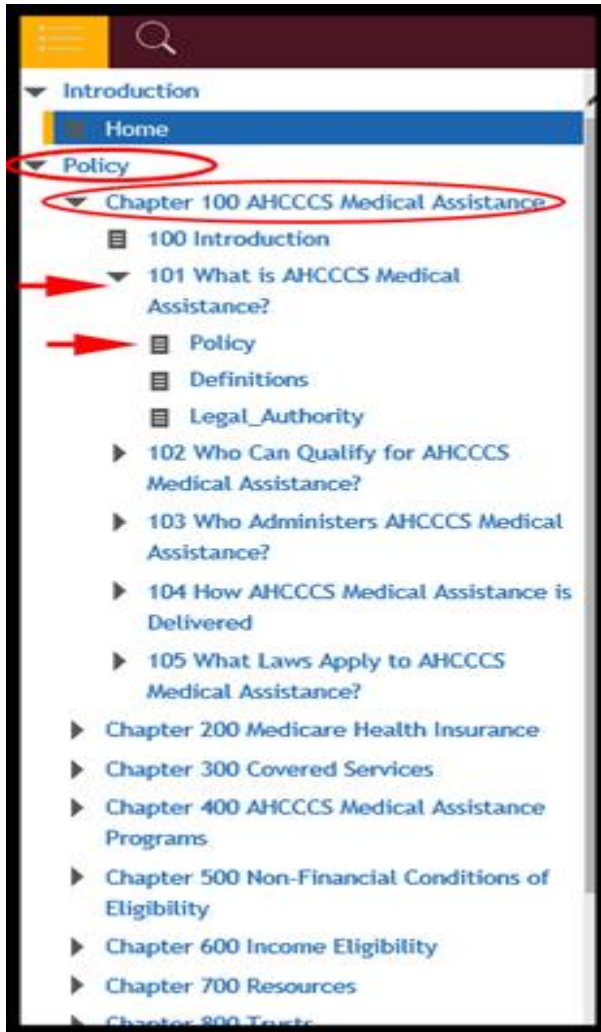 Introduction
Home
Policy
Chapter 100 AHCCCS Medical Assistance
100 Introduction
101 What is AHCCCS Medical
Assistance?
Policy
Definitions
Legal_Authority
102 Who Can Qualify for AHCCCS
Medical Assistance?
103 Who Administers AHCCCS Medical
Assistance?
104 How AHCCCS Medical Assistance is
Delivered
105 What Laws Apply to AHCCCS
Medical Assistance?
Chapter 200 Medicare Health Insurance
Chapter 300 Covered Services
Chapter 400 AHCCCS Medical Assistance
Programs
Chapter 500 Non-Financial Conditions of
Eligibility
Chapter 600 Income Eligibility
Chapter 700 Resources
Chapter 800 Trusts